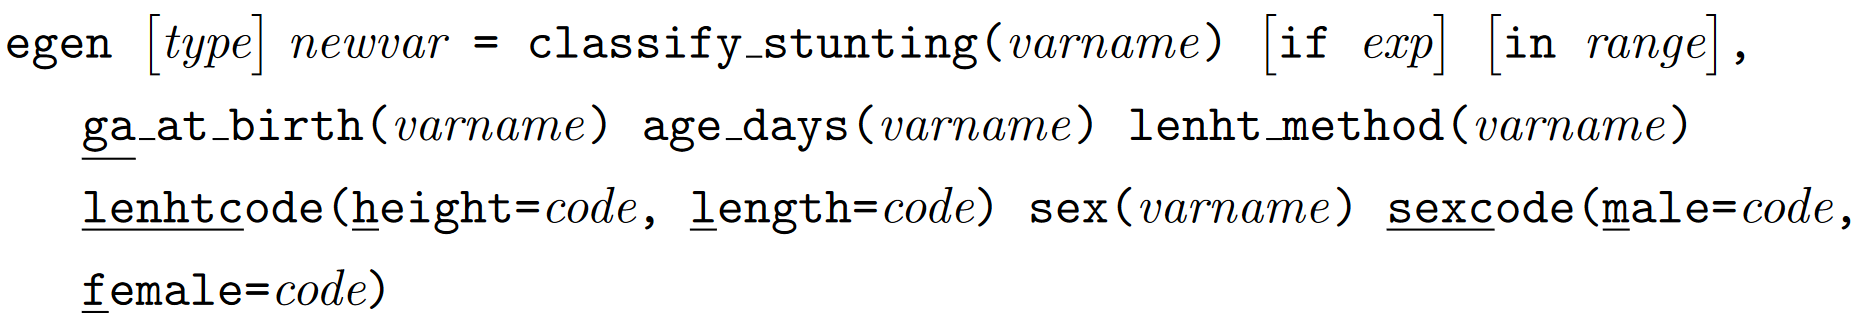 egen [type] newvar = classify_stunting(varname) [if exp] [in range],
ga_at_birth(varname) age_days(varname) lenht_method(varname)
lenhtcode(height=code, length=code) sex(varname) sexcode(male=code,
female=code)